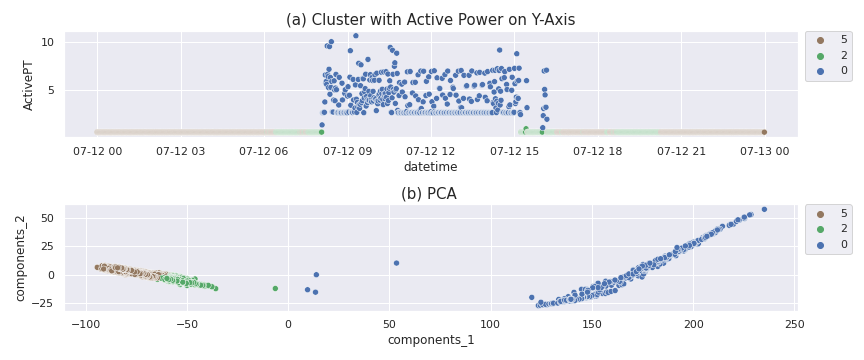 (a) Cluster with Active Power on Y-Axis
10
5
ActivePT
07-12 00 07-12 03 07-12 06 07-12 09 07-12 12 07-12 15 07-12 18 07-12 21 07-13 00
datetime
5
2
0
(b) PCA
50
25
0
−25
components_2
−100 −50 0 50 100 150 200 250
components_1
5
2
0